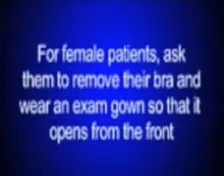 For female patients, ask
them to remove their bra and
wear an exam gown so that it
opens from the front